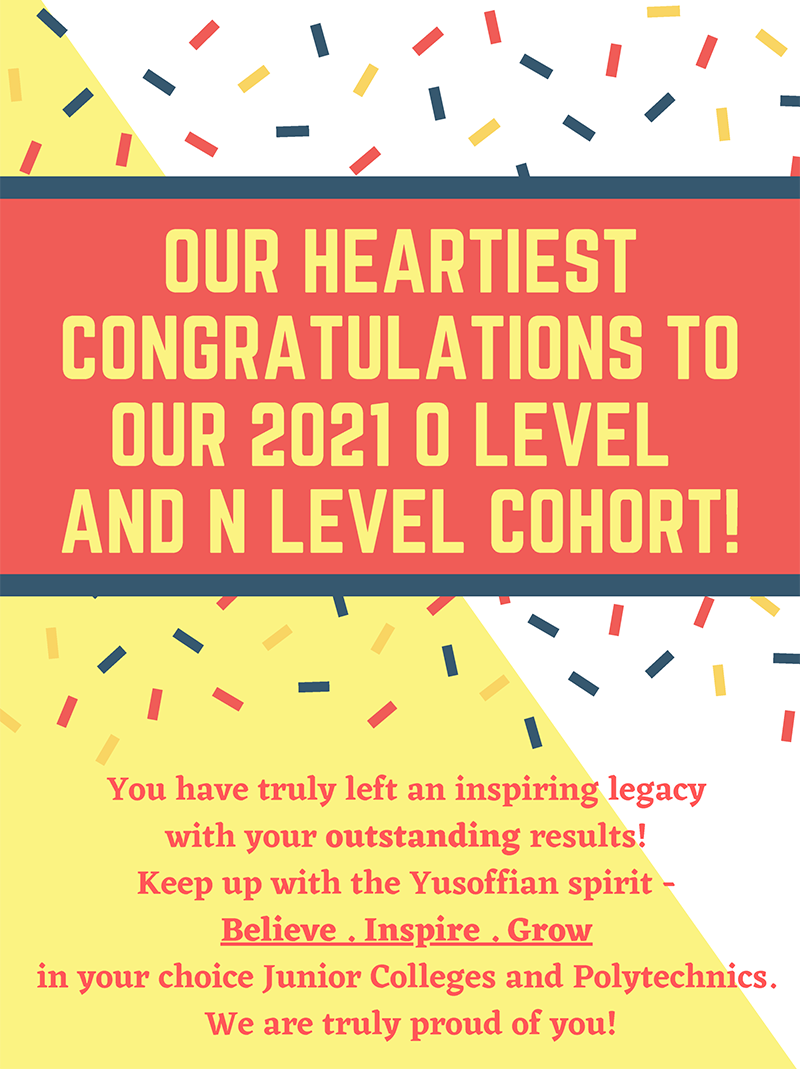 OUR HEARTIEST
CONGRATULATIONS TO
OUR 2021 O LEVEL
AND N LEVEL COHORT!
You have truly left an inspiring legacy
with your outstanding results!
Keep up with the Yusoffian spirit -
Believe . Inspire . Grow
in your choice Junior Colleges and Polytechnics.
We are truly proud of you!